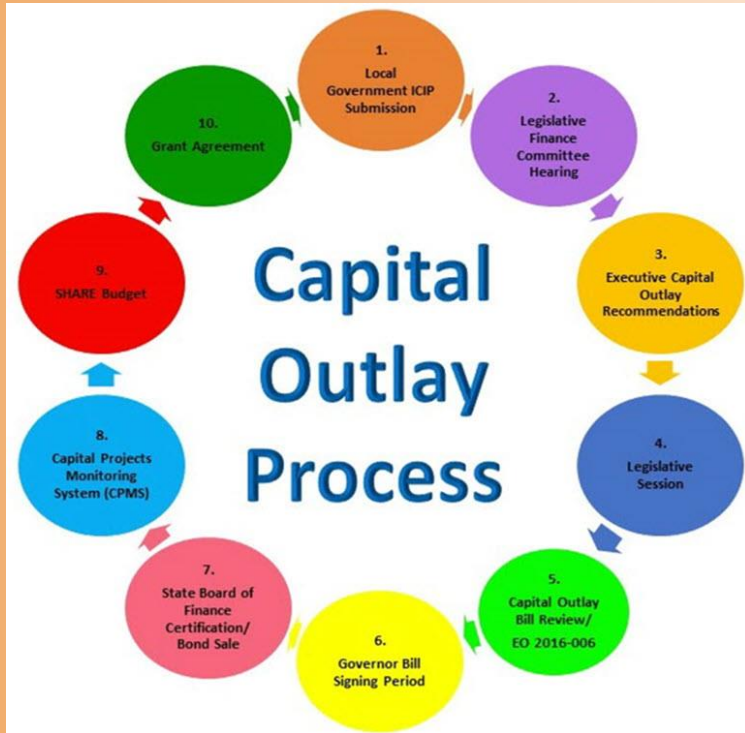 1.
Local
Government ICIP
Submission
2.
Legislative
Finance
Committee
Hearing
3.
Executive Capital
Outlay
Recommendations
4.
Legislative
Session
5.
Capital Outlay
Bill Review/
EO 2016-006
6.
Governor Bill
Signing Period
7.
State Board of
Finance
Certification/
Bond Sale
8.
Capital Projects
Monitoring
System (CPMS)
9.
SHARE Budget
10.
Grant Agreement
Capital
Outlay
Process